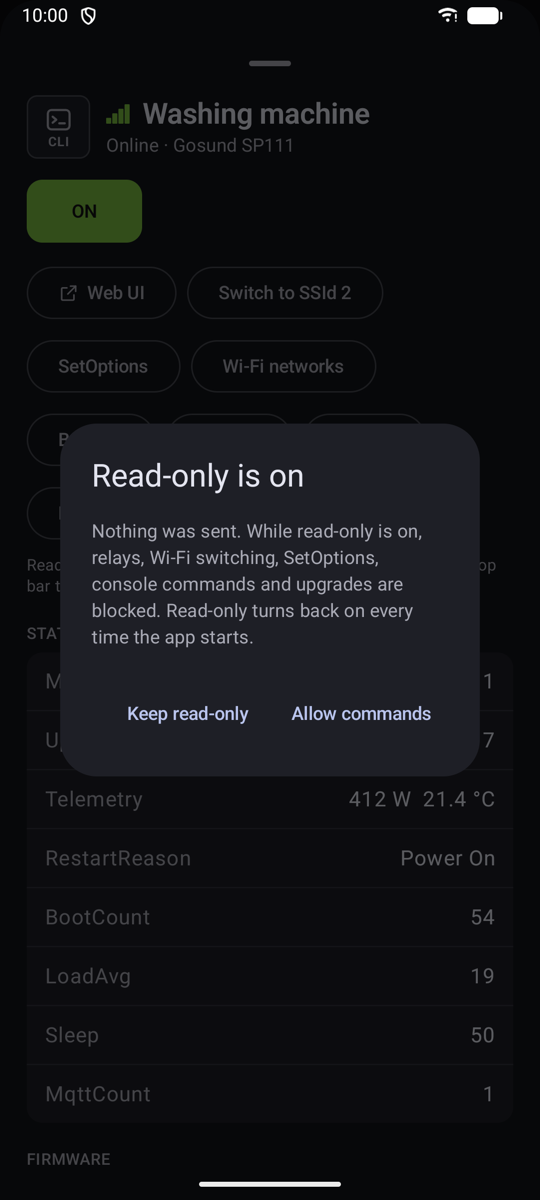 10:00
Washing machine
CLI
Online · Gosund SP111
ON
Web UI
Switch to SSId 2
SetOptions
Wi-Fi networks
Read-only is on
Nothing was sent. While read-only is on,
relays, Wi-Fi switching, SetOptions,
console commands and upgrades are
blocked. Read-only turns back on every
time the app starts.
Keep read-only
Allow commands
1
7
Telemetry 412 W 21.4 °C
RestartReason Power On
BootCount 54
LoadAvg 19
Sleep 50
MqttCount 1
FIRMWARE